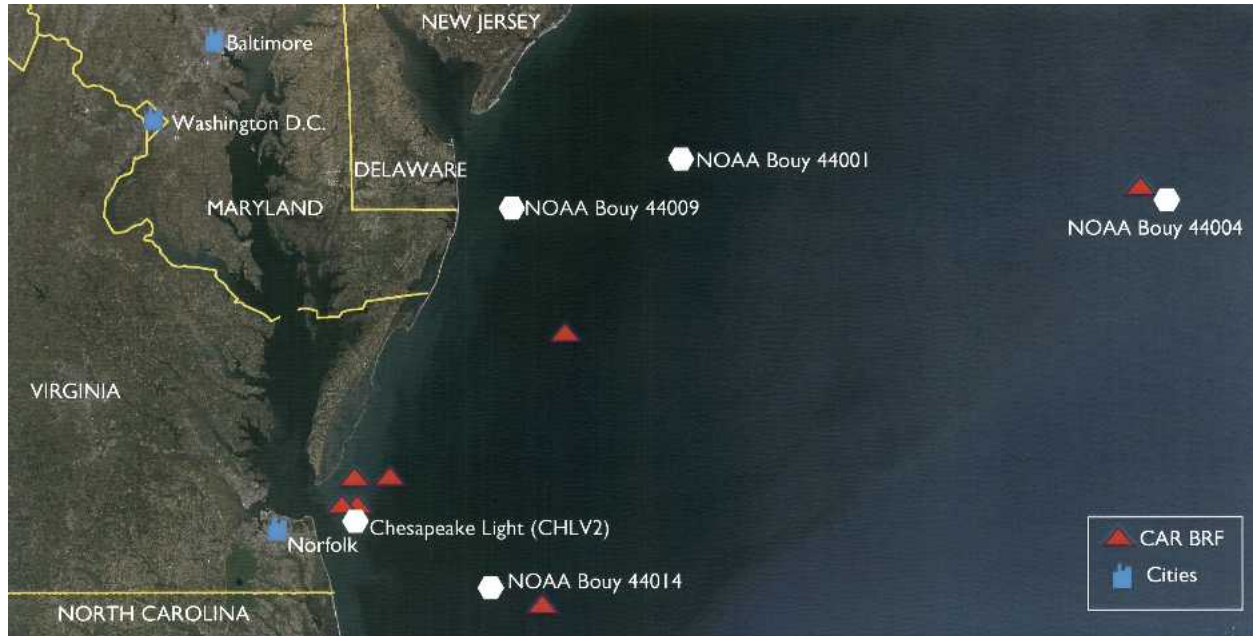 NEW JERSEY
Baltimore
Washington D.C.
DELAWARE
NOAA Bouy 44001
MARYLAND
NOAA Bouy 44009
NOAA Bouy 44004
VIRGINIA
Chesapeake Light (CHLV2)
Norfolk
NOAA Bouy 44014
NORTH CAROLINA
CAR BRF
Cities